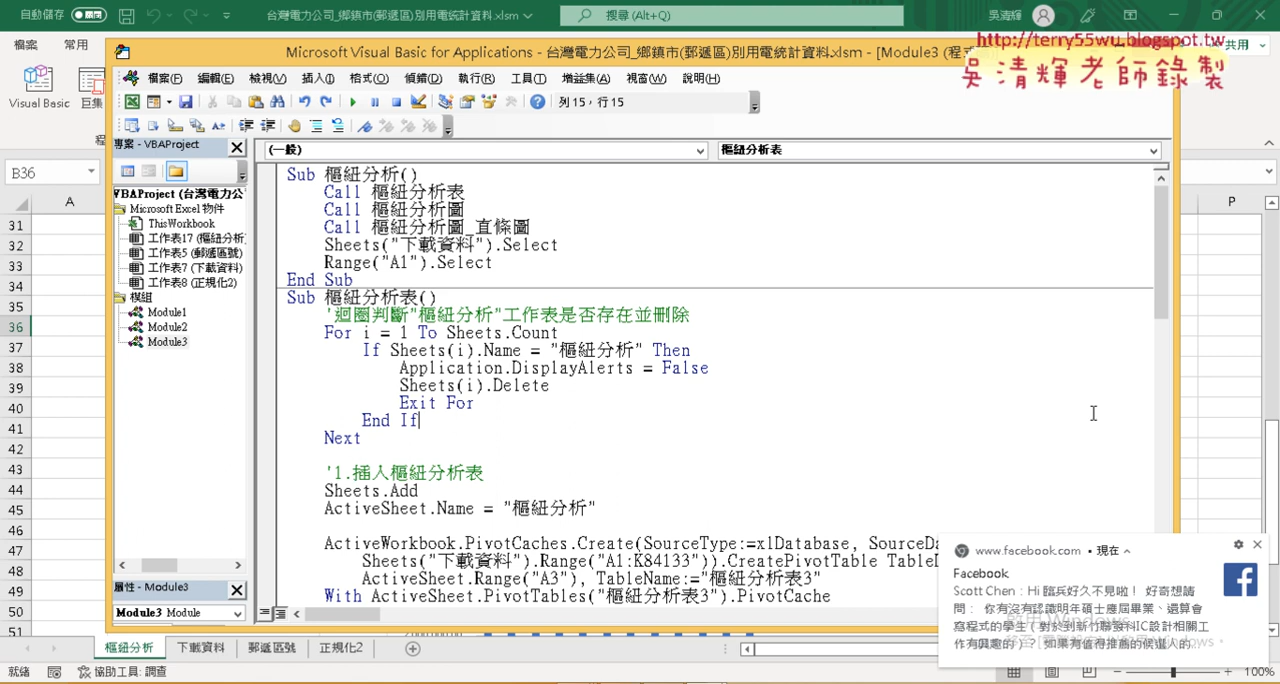 自動儲存
台灣電力公司_鄉鎮市(郵遞區)別用電統計資料.xlsm
搜尋 (Alt+Q)
吳清輝
檔案
常用
共用
http://terry55wu.blogspot.tw
吳清輝老師錄製
Visual Basic
巨集
B36
Microsoft Visual Basic for Applications - 台灣電力公司_鄉鎮市(郵遞區)別用電統計資料.xlsm - [Module3 (程式
檔案(F) 編輯(E) 檢視(V) 插入(I) 格式(O) 偵錯(D) 執行(R) 工具(T) 增益集(A) 視窗(W) 說明(H)
列 15，行 15
專案 - VBAProject
(一般)
樞紐分析表
VBAProject (台灣電力公
Microsoft Excel 物件
ThisWorkbook
工作表17 (樞紐分析
工作表5 (郵遞區號)
工作表7 (下載資料)
工作表8 (正規化2)
模組
Module1
Module2
Module3
屬性 - Module3
Module3 Module
Sub 樞紐分析()
Call 樞紐分析表
Call 樞紐分析圖
Call 樞紐分析圖_直條圖
Sheets("下載資料").Select
Range("A1").Select
End Sub
Sub 樞紐分析表()
'迴圈判斷"樞紐分析"工作表是否存在並刪除
For i = 1 To Sheets.Count
If Sheets(i).Name = "樞紐分析" Then
Application.DisplayAlerts = False
Sheets(i).Delete
Exit For
End If
Next
'1.插入樞紐分析表
Sheets.Add
ActiveSheet.Name = "樞紐分析"
ActiveWorkbook.PivotCaches.Create(SourceType:=xlDatabase, SourceDa
Sheets("下載資料").Range("A1:K84133")).CreatePivotTable TableD
ActiveSheet.Range("A3"), TableName:="樞紐分析表3"
With ActiveSheet.PivotTables("樞紐分析表3").PivotCache
A
P
31
32
33
34
35
36
37
38
39
40
41
42
43
44
45
46
47
48
49
50
51
www.facebook.com • 現在
Facebook
Scott Chen：Hi 臨兵好久不見啦！ 好奇想請
問： 你有沒有認識明年碩士應屆畢業、還算會
寫程式的學生（對於到新竹聯發科IC設計相關工
作有興趣的）？ 如果有值得推薦的候選人的
樞紐分析 下載資料 郵遞區號 正規化2
就緒
協助工具: 調查
100%